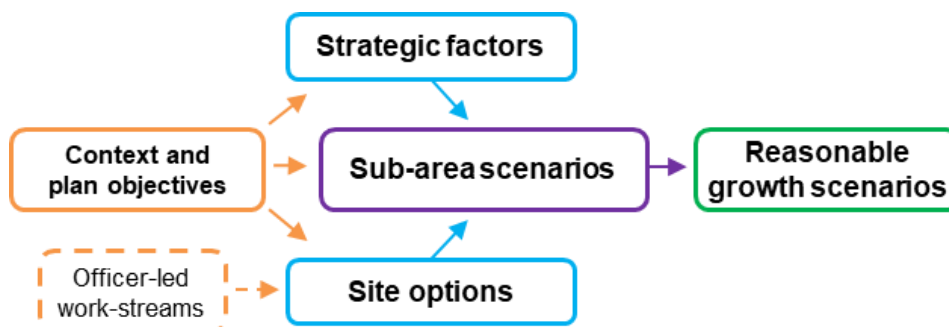 Strategic factors
Context and
plan objectives
Sub-area scenarios
Reasonable
growth scenarios
Officer-led
work-streams
Site options